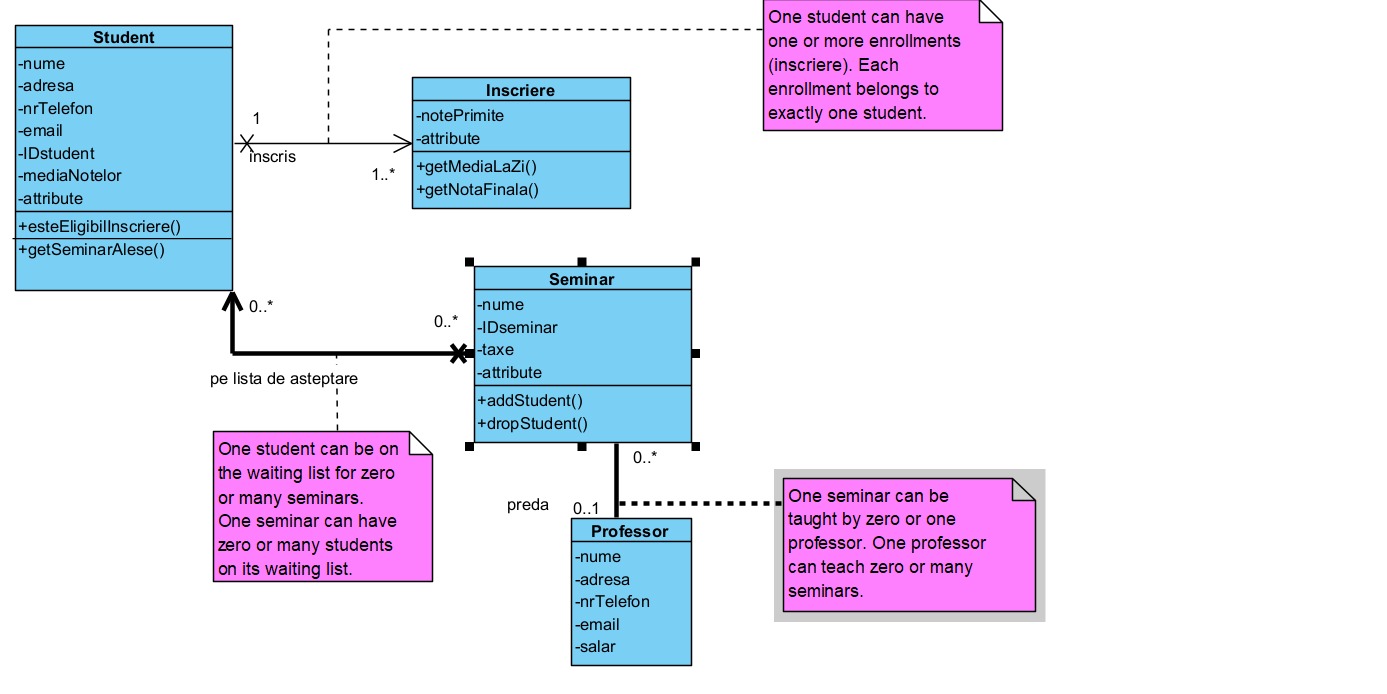 Student
-nume
-adresa
-nrTelefon
-email
-IDstudent
-mediaNotelor
-attribute
+esteEligibilInscriere()
+getSeminarAlese()
1
inscris
1..*
Inscriere
-notePrimite
-attribute
+getMediaLaZi()
+getNotaFinala()
One student can have
one or more enrollments
(inscriere). Each
enrollment belongs to
exactly one student.
0..*
0..*
pe lista de asteptare
Seminar
-nume
-IDseminar
-taxe
-attribute
+addStudent()
+dropStudent()
One student can be on
the waiting list for zero
or many seminars.
One seminar can have
zero or many students
on its waiting list.
0..*
preda
0..1
Professor
-nume
-adresa
-nrTelefon
-email
-salar
One seminar can be
taught by zero or one
professor. One professor
can teach zero or many
seminars.